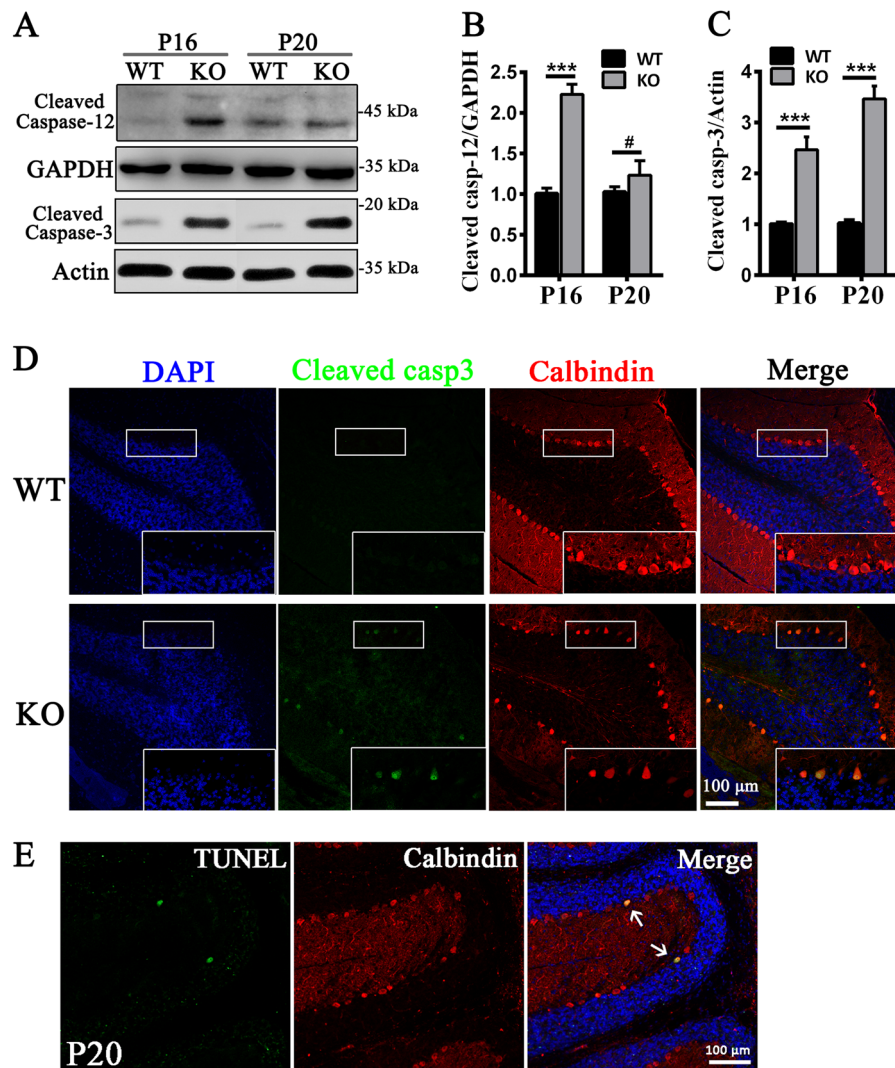 A
P16 P20
WT KO WT KO
Cleaved
Caspase-12
-45 kDa
GAPDH
-35 kDa
-20 kDa
Cleaved
Caspase-3
Actin
-35 kDa
B
WT
KO
Cleaved casp-12/GAPDH
2.5
2.0
1.5
1.0
0.5
0.0
***
#
P16 P20
C
WT
KO
Cleaved casp-3/Actin
4
3
2
1
0
***
***
P16 P20
D
DAPI Cleaved casp3 Calbindin Merge
WT
KO
100 µm
E
TUNEL Calbindin Merge
P20
100 µm